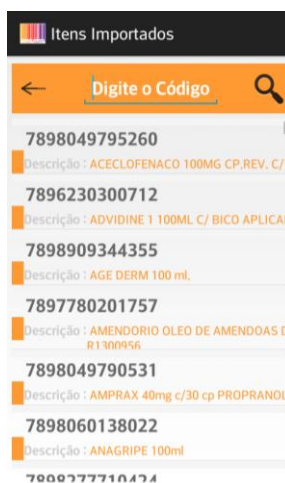 Itens Importados
Digite o Código
7898049795260
Descrição : ACECLOFENACO 100MG CP,REV. C/
7896230300712
Descrição : ADVIDINE 1 100ML C/ BICO APLICA
7898909344355
Descrição : AGE DERM 100 ml.
7897780201757
Descrição : AMENDORIO OLEO DE AMENDOAS D
R1300956
7898049790531
Descrição : AMPRAX 40mg c/30 cp PROPRANOL
7898060138022
Descrição : ANAGRIPE 100ml
7898277710424